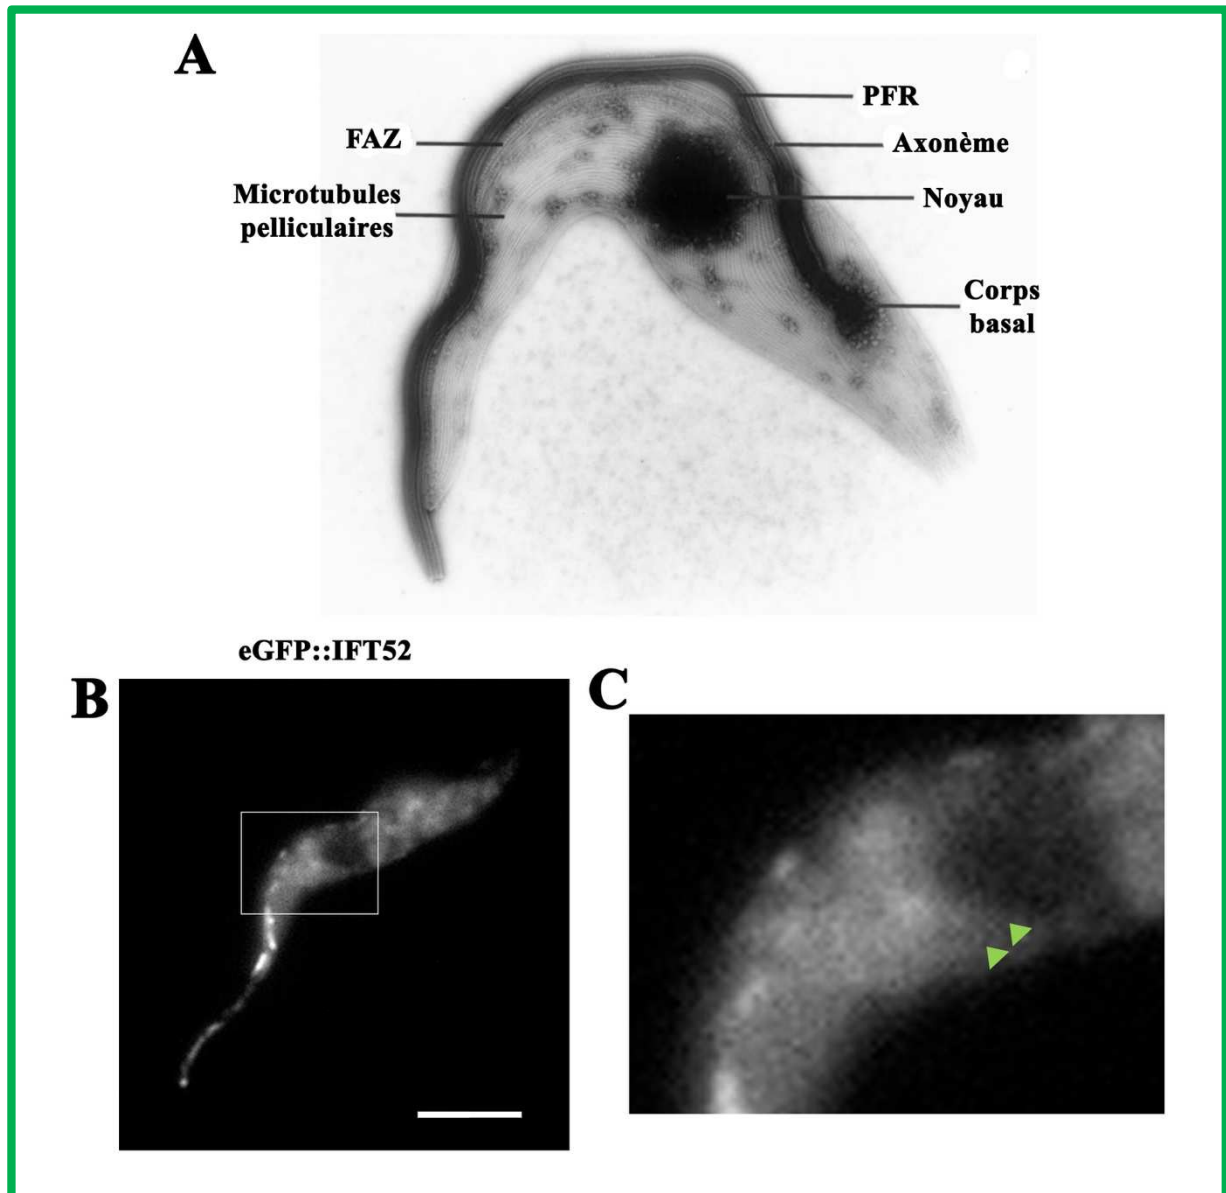 A
PFR
FAZ
Axonème
Microtubules
pelliculaires
Noyau
Corps
basal
eGFP::IFT52
B
C